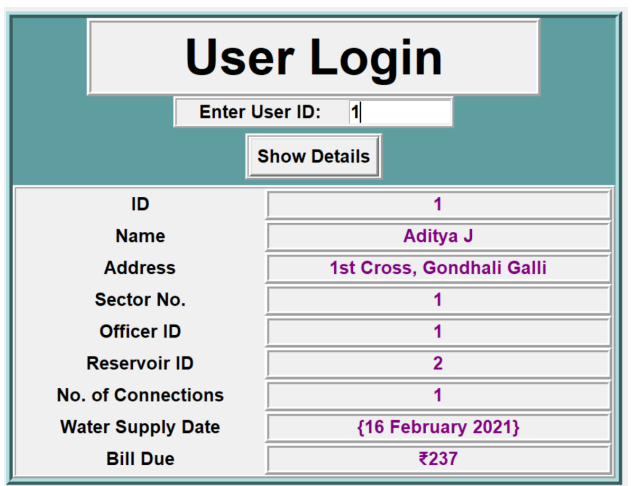 User Login
Enter User ID: 1
Show Details
ID 1
Name Aditya J
Address 1st Cross, Gondhali Galli
Sector No. 1
Officer ID 1
Reservoir ID 2
No. of Connections 1
Water Supply Date {16 February 2021}
Bill Due ₹237